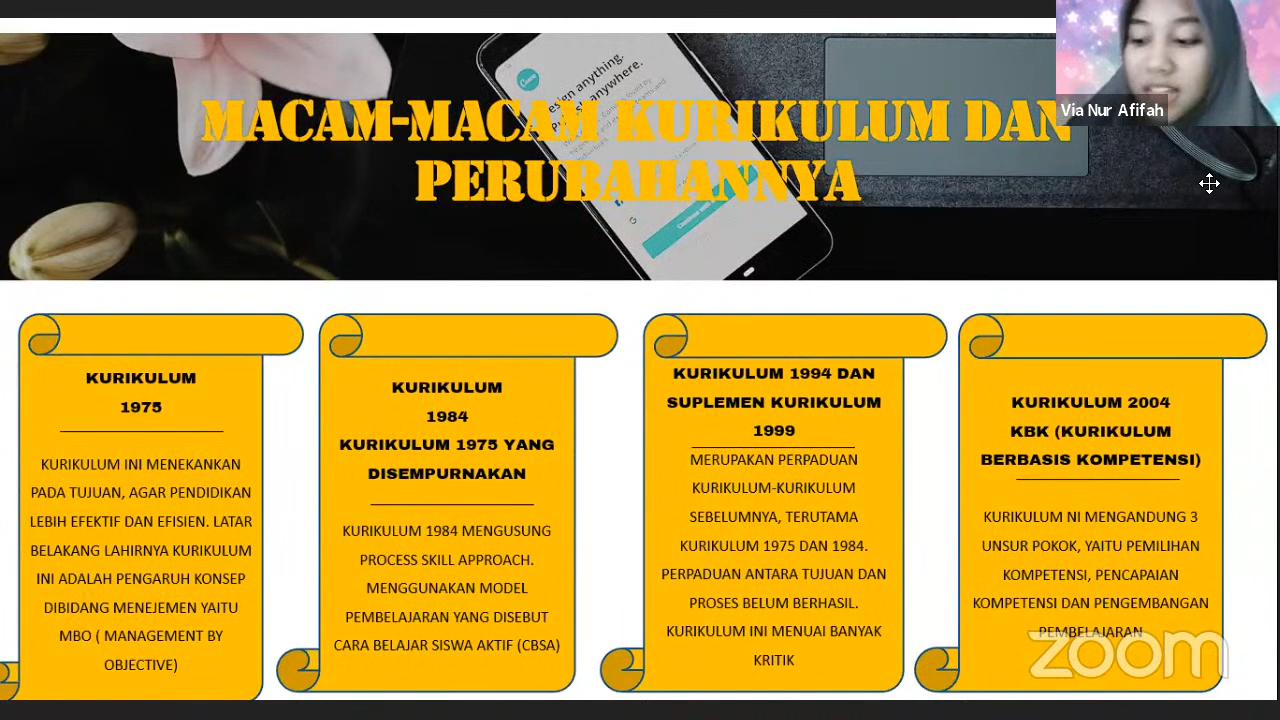 Via Nur Afifah
Canva
Design anything.
Publish anywhere.
MACAM-MACAM KURIKULUM DAN
PERUBAHANNYA
KURIKULUM
1975
KURIKULUM INI MENEKANKAN
PADA TUJUAN, AGAR PENDIDIKAN
LEBIH EFEKTIF DAN EFISIEN. LATAR
BELAKANG LAHIRNYA KURIKULUM
INI ADALAH PENGARUH KONSEP
DIBIDANG MENEJEMEN YAITU
MBO ( MANAGEMENT BY
OBJECTIVE)
KURIKULUM
1984
KURIKULUM 1975 YANG
DISEMPURNAKAN
KURIKULUM 1984 MENGUSUNG
PROCESS SKILL APPROACH.
MENGGUNAKAN MODEL
PEMBELAJARAN YANG DISEBUT
CARA BELAJAR SISWA AKTIF (CBSA)
KURIKULUM 1994 DAN
SUPLEMEN KURIKULUM
1999
MERUPAKAN PERPADUAN
KURIKULUM-KURIKULUM
SEBELUMNYA, TERUTAMA
KURIKULUM 1975 DAN 1984.
PERPADUAN ANTARA TUJUAN DAN
PROSES BELUM BERHASIL.
KURIKULUM INI MENUAI BANYAK
KRITIK
KURIKULUM 2004
KBK (KURIKULUM
BERBASIS KOMPETENSI)
KURIKULUM NI MENGANDUNG 3
UNSUR POKOK, YAITU PEMILIHAN
KOMPETENSI, PENCAPAIAN
KOMPETENSI DAN PENGEMBANGAN
PEMBELAJARAN
zoom